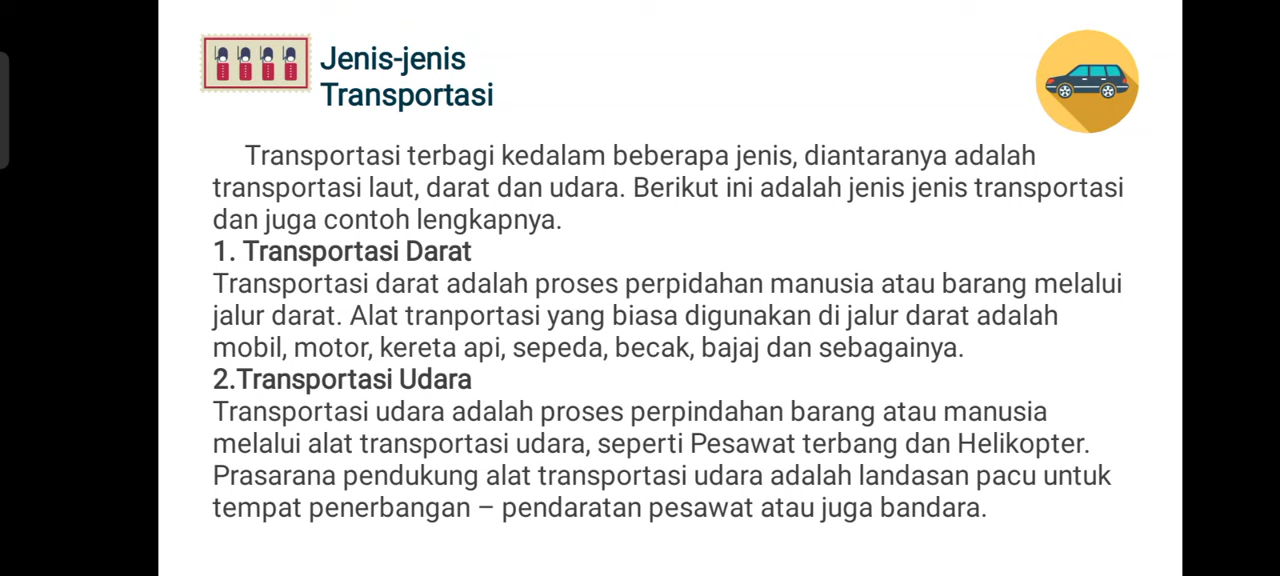 Jenis-jenis
Transportasi
Transportasi terbagi kedalam beberapa jenis, diantaranya adalah
transportasi laut, darat dan udara. Berikut ini adalah jenis jenis transportasi
dan juga contoh lengkapnya.
1. Transportasi Darat
Transportasi darat adalah proses perpidahan manusia atau barang melalui
jalur darat. Alat tranportasi yang biasa digunakan di jalur darat adalah
mobil, motor, kereta api, sepeda, becak, bajaj dan sebagainya.
2.Transportasi Udara
Transportasi udara adalah proses perpindahan barang atau manusia
melalui alat transportasi udara, seperti Pesawat terbang dan Helikopter.
Prasarana pendukung alat transportasi udara adalah landasan pacu untuk
tempat penerbangan – pendaratan pesawat atau juga bandara.